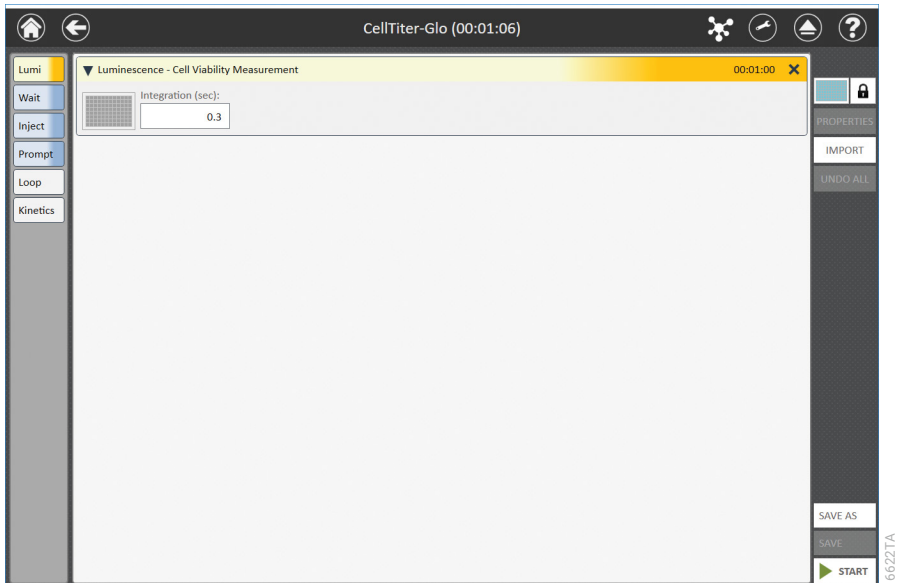 CellTiter-Glo (00:01:06)
?
Lumi
Wait
Inject
Prompt
Loop
Kinetics
Luminescence - Cell Viability Measurement 00:01:00
Integration (sec):
0.3
PROPERTIES
IMPORT
UNDO ALL
SAVE AS
SAVE
START
6622TA